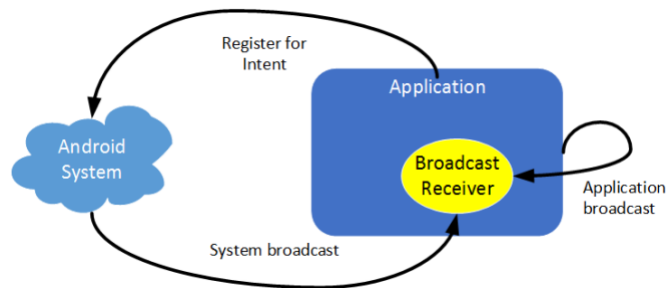 Register for
Intent
Application
Android
System
Broadcast
Receiver
Application
broadcast
System broadcast